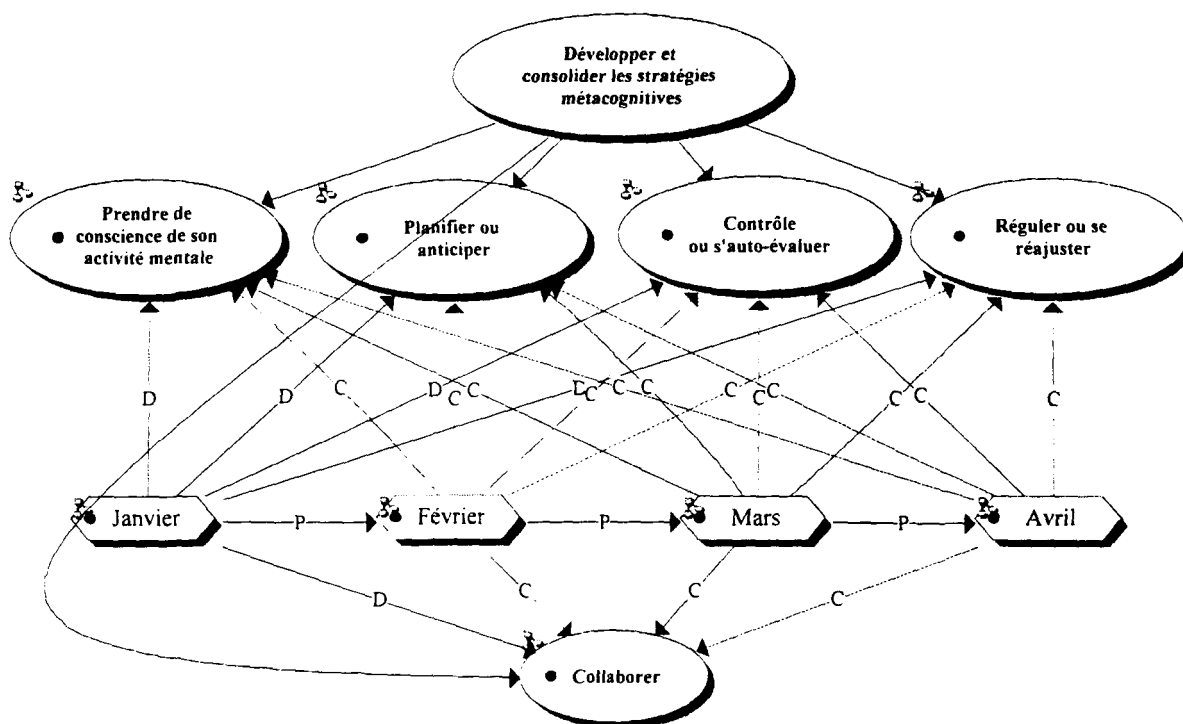 Développer et
consolider les stratégies
métacognitives
Prendre de
conscience de son
activité mentale
Planifier ou
anticiper
Contrôle
ou s'auto-évaluer
Réguler ou se
réajuster
D
D
C
D
C
C
C
D
C
C
C
C
C
C
C
C
C
C
Janvier
P
Février
P
Mars
P
Avril
D
C
C
C
Collaborer